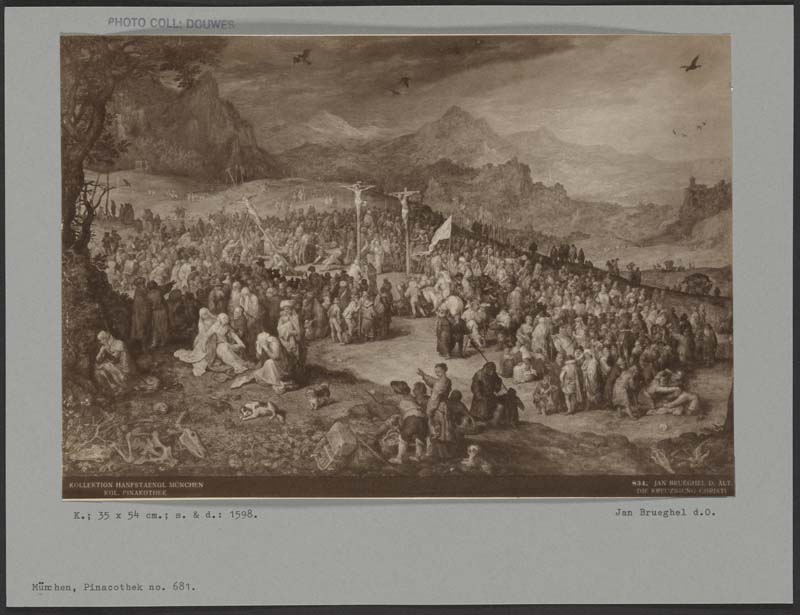 PHOTO COLL: DOUWES
KOLLEKTION HANFSTAENGL MÜNCHEN
KGL. PINAKOTHEK
834. JAN BRUEGHEL D. ÄLT.
DIE KREUZIGUNG CHRISTI
K.; 35 x 54 cm.; s. & d.: 1598.
Jan Brueghel d.O.
München, Pinacothek no. 681.